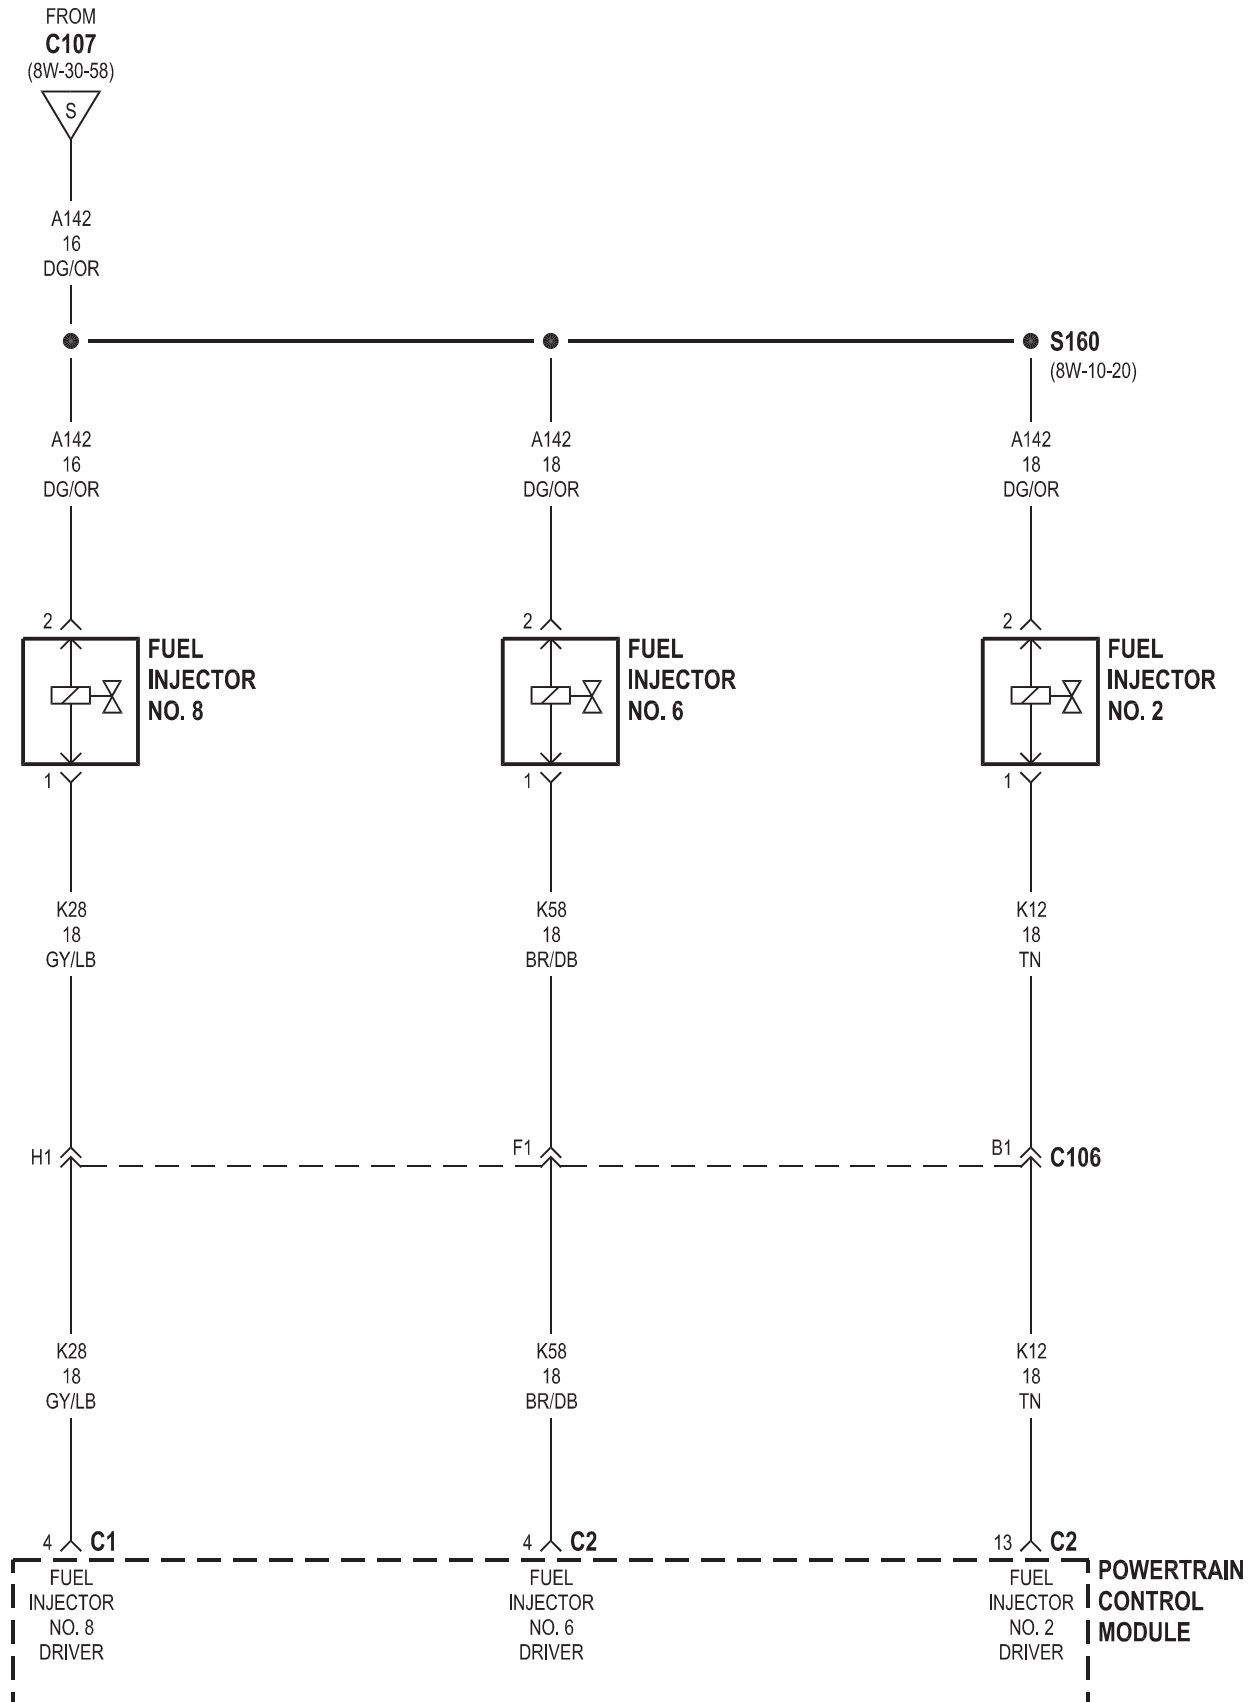 FROM
C107
(8W-30-58)
S
A142
16
DG/OR
S160
(8W-10-20)
A142
16
DG/OR
A142
18
DG/OR
A142
18
DG/OR
2
FUEL
INJECTOR
NO. 8
1
2
FUEL
INJECTOR
NO. 6
1
2
FUEL
INJECTOR
NO. 2
1
K28
18
GY/LB
K58
18
BR/DB
K12
18
TN
H1
F1
B1
C106
K28
18
GY/LB
K58
18
BR/DB
K12
18
TN
4 C1
4 C2
13 C2
FUEL
INJECTOR
NO. 8
DRIVER
FUEL
INJECTOR
NO. 6
DRIVER
FUEL
INJECTOR
NO. 2
DRIVER
POWERTRAIN
CONTROL
MODULE